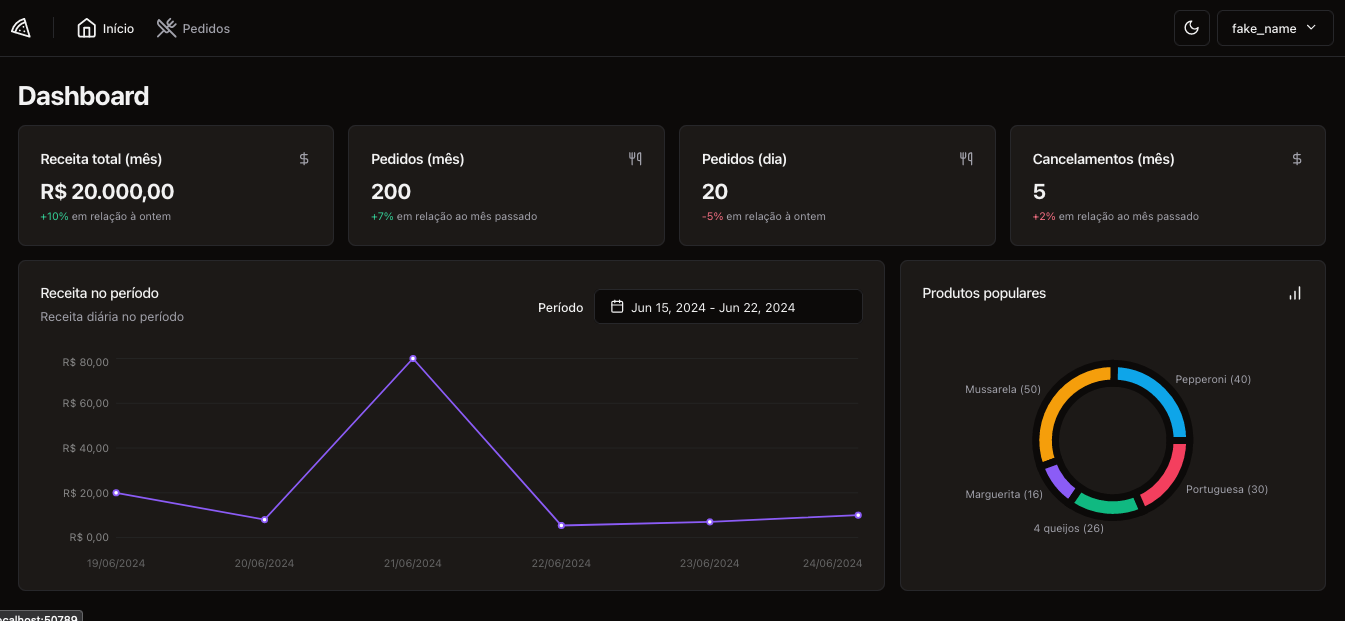 Início
Pedidos
fake_name
Dashboard
Receita total (mês)
R$ 20.000,00
+10% em relação à ontem
Pedidos (mês)
200
+7% em relação ao mês passado
Pedidos (dia)
20
-5% em relação à ontem
Cancelamentos (mês)
5
+2% em relação ao mês passado
Receita no período
Receita diária no período
Período
Jun 15, 2024 - Jun 22, 2024
R$ 80,00
R$ 60,00
R$ 40,00
R$ 20,00
R$ 0,00
19/06/2024
20/06/2024
21/06/2024
22/06/2024
23/06/2024
24/06/2024
Produtos populares
Mussarela (50)
Pepperoni (40)
Marguerita (16)
Portuguesa (30)
4 queijos (26)
ocalhost:50789